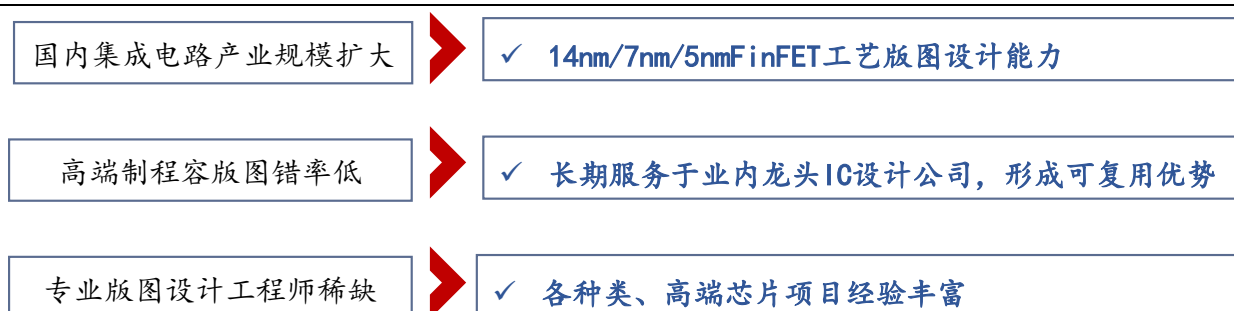 国内集成电路产业规模扩大
✓ 14nm/7nm/5nmFinFET工艺版图设计能力
高端制程容版图错率低
✓ 长期服务于业内龙头IC设计公司，形成可复用优势
专业版图设计工程师稀缺
✓ 各种类、高端芯片项目经验丰富